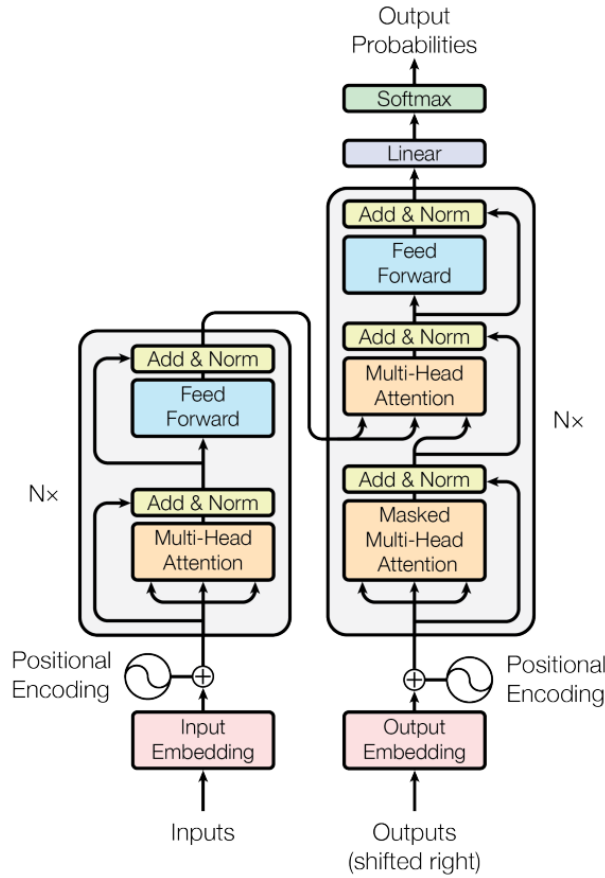 Output
Probabilities
Softmax
Linear
Add & Norm
Feed
Forward
Add & Norm
Multi-Head
Attention
Nx
Add & Norm
Masked
Multi-Head
Attention
Add & Norm
Feed
Forward
Nx
Add & Norm
Multi-Head
Attention
Positional
Encoding
Input
Embedding
Inputs
Positional
Encoding
Output
Embedding
Outputs
(shifted right)